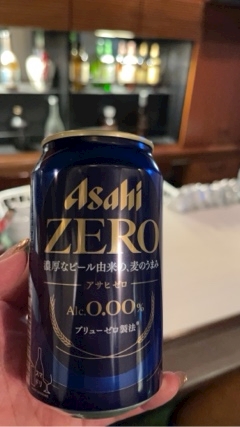 Asahi
ZERO
濃厚なビール由来の、麦のうまみ
アサヒ ゼロ
Alc.0.00%
ブリューゼロ製法